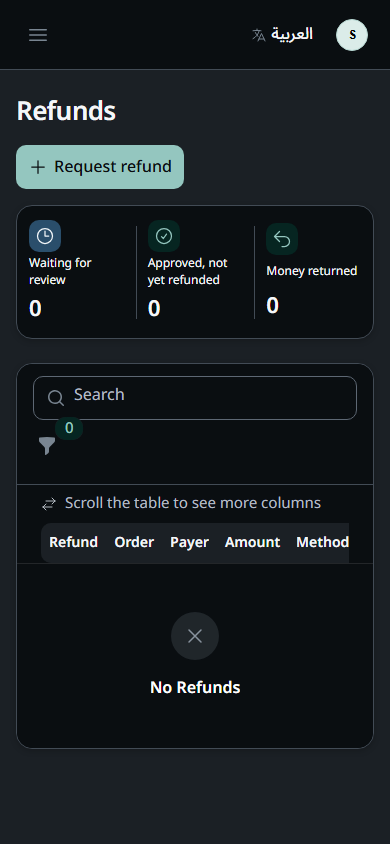 العربية
S
Refunds
Request refund
Waiting for
review
0
Approved, not
yet refunded
0
Money returned
0
Search
0
Scroll the table to see more columns
Refund Order Payer Amount Method
No Refunds